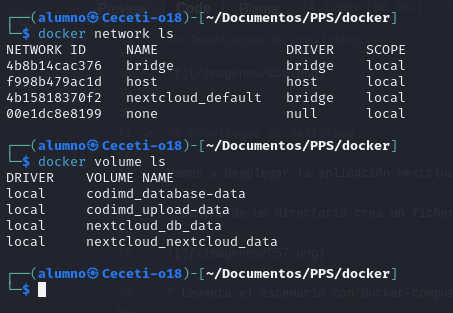 Preview Code Blame
┌──(alumno㉿Ceceti-o18)-[~/Documentos/PPS/docker]
└─$ docker network ls
NETWORK ID     NAME                DRIVER    SCOPE
4b8b14cac376   bridge              bridge    local
f998b479ac1d   host                host      local
4b15818370f2   nextcloud_default   bridge    local
00e1dc8e8199   none                null      local
┌──(alumno㉿Ceceti-o18)-[~/Documentos/PPS/docker]
└─$ docker volume ls
DRIVER    VOLUME NAME
local     codimd_database-data
local     codimd_upload-data
local     nextcloud_db_data
local     nextcloud_nextcloud_data
┌──(alumno㉿Ceceti-o18)-[~/Documentos/PPS/docker]
└─$